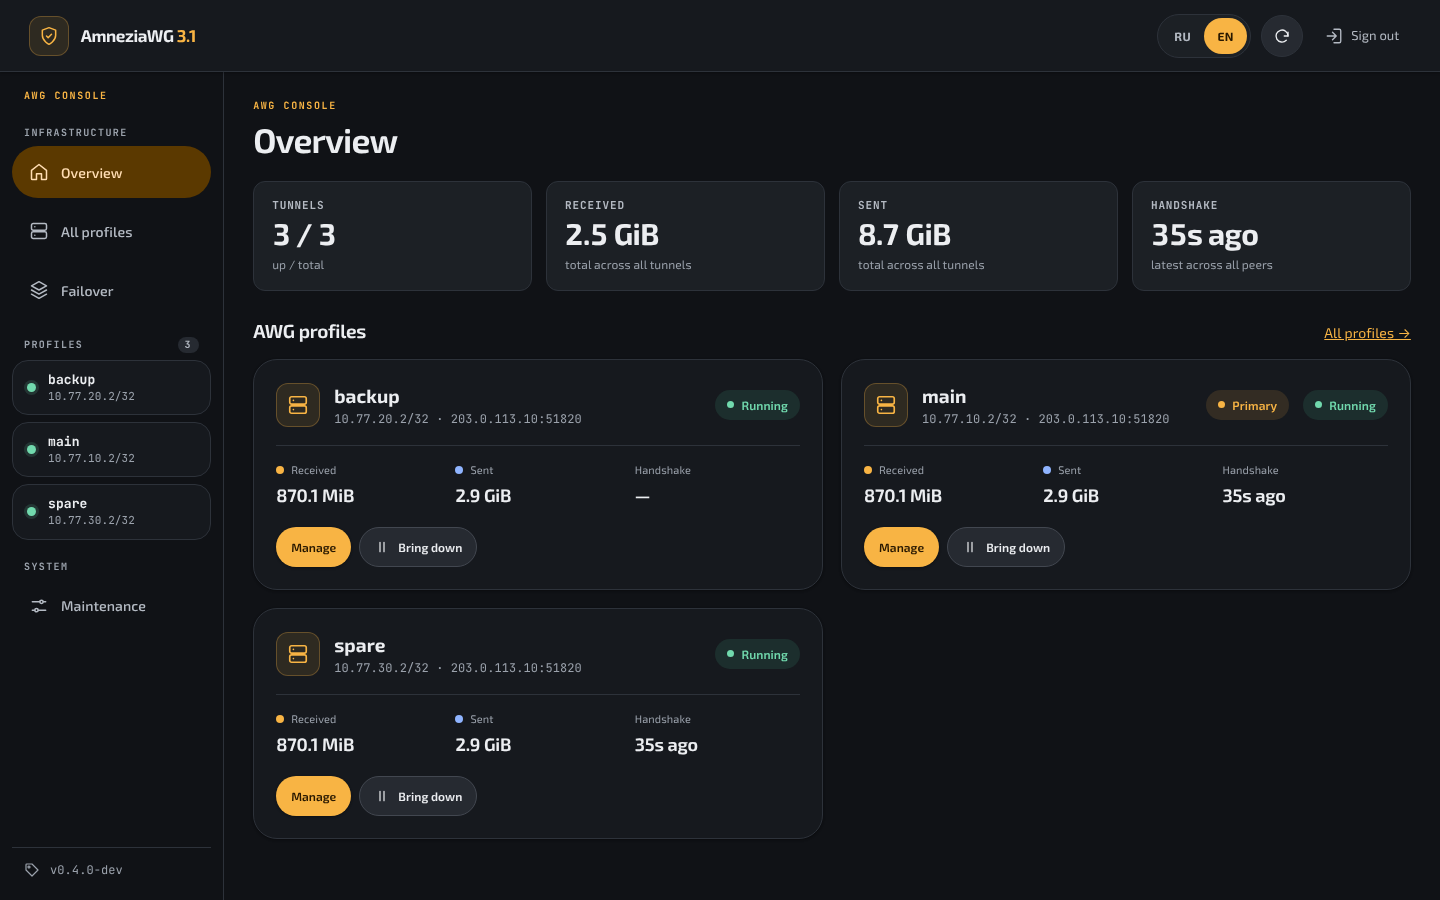 AmneziaWG 3.1
RU
EN
Sign out
AWG CONSOLE
INFRASTRUCTURE
Overview
All profiles
Failover
PROFILES
3
backup
10.77.20.2/32
main
10.77.10.2/32
spare
10.77.30.2/32
SYSTEM
Maintenance
v0.4.0-dev
AWG CONSOLE
Overview
TUNNELS
3 / 3
up / total
RECEIVED
2.5 GiB
total across all tunnels
SENT
8.7 GiB
total across all tunnels
HANDSHAKE
35s ago
latest across all peers
AWG profiles
All profiles →
backup
10.77.20.2/32 · 203.0.113.10:51820
Running
Received
870.1 MiB
Sent
2.9 GiB
Handshake
—
Manage
Bring down
main
10.77.10.2/32 · 203.0.113.10:51820
Primary
Running
Received
870.1 MiB
Sent
2.9 GiB
Handshake
35s ago
Manage
Bring down
spare
10.77.30.2/32 · 203.0.113.10:51820
Running
Received
870.1 MiB
Sent
2.9 GiB
Handshake
35s ago
Manage
Bring down